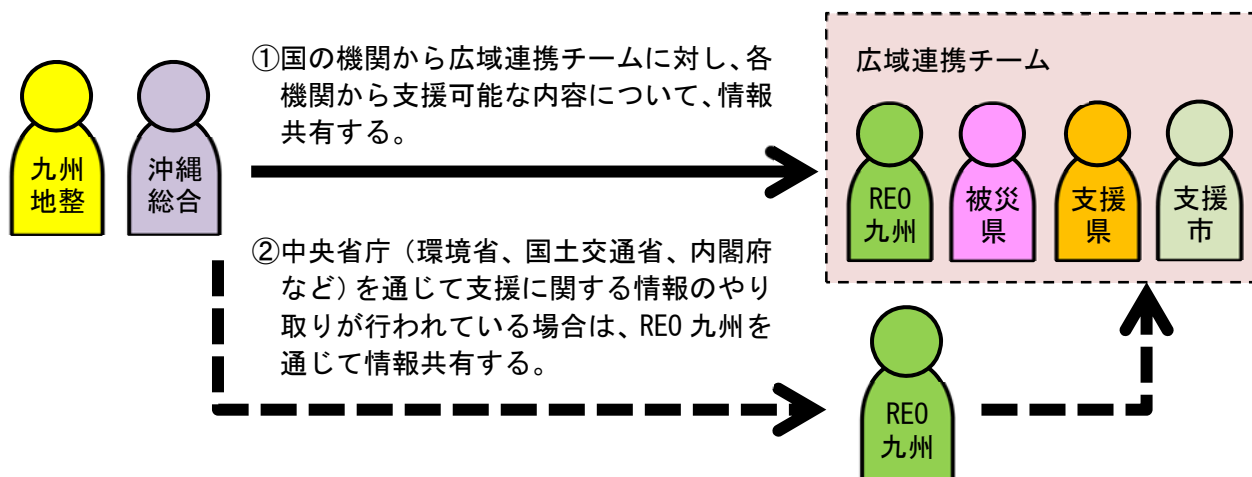 ①国の機関から広域連携チームに対し、各
機関から支援可能な内容について、情報
共有する。
九州
地整
沖縄
総合
広域連携チーム
REO
九州
被災
県
支援
県
支援
市
②中央省庁（環境省、国土交通省、内閣府
など）を通じて支援に関する情報のやり
取りが行われている場合は、REO 九州を
通じて情報共有する。
REO
九州